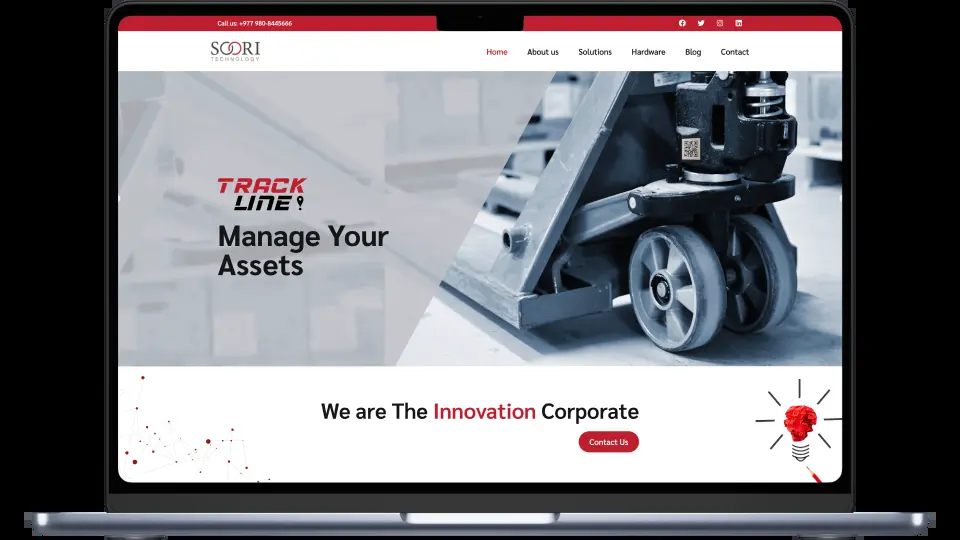 Call us: +977 980-8445666
SOORI
TECHNOLOGY
Home About us Solutions Hardware Blog Contact
TRACK
LINE
Manage Your
Assets
We are The Innovation Corporate
Contact Us